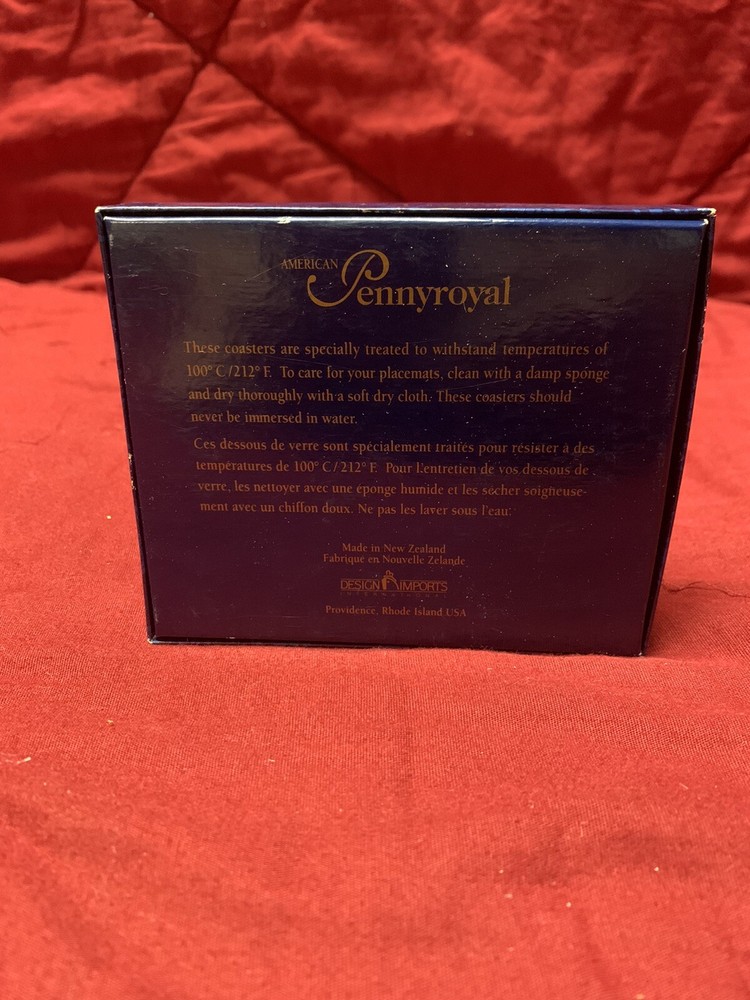 AMERICAN Pennyroyal
These coasters are specially treated to withstand temperatures of
100° C/212° F. To care for your placemats, clean with a damp sponge
and dry thoroughly with a soft dry cloth. These coasters should
never be immersed in water.
Ces dessous de verre sont spécialement traités pour résister à des
températures de 100° C/212° F. Pour l'entretien de vos dessous de
verre, les nettoyer avec une éponge humide et les sécher soigneuse-
ment avec un chiffon doux. Ne pas les laver sous l'eau.
Made in New Zealand
Fabriqué en Nouvelle Zelande
DESIGN IMPORTS
INTERNATIONAL
Providence, Rhode Island USA